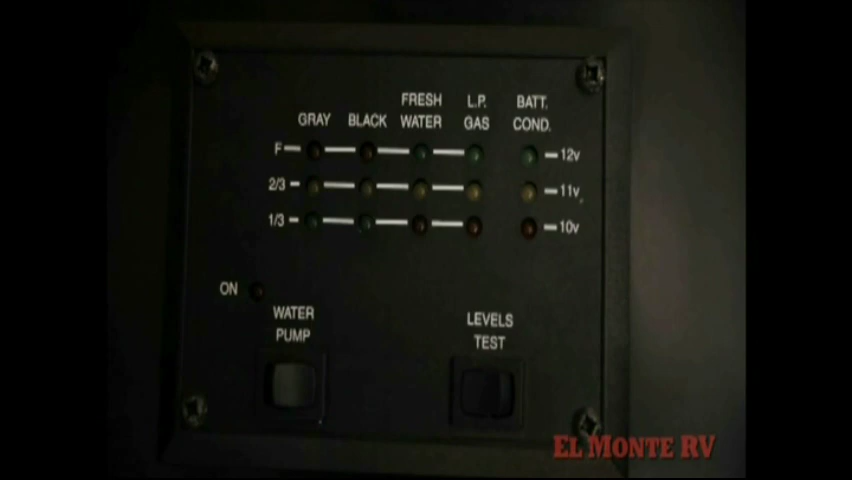 FRESH L.P. BATT.
GRAY BLACK WATER GAS COND.
F 12v
2/3 11v
1/3 10v
ON
WATER
PUMP
LEVELS
TEST
EL MONTE RV